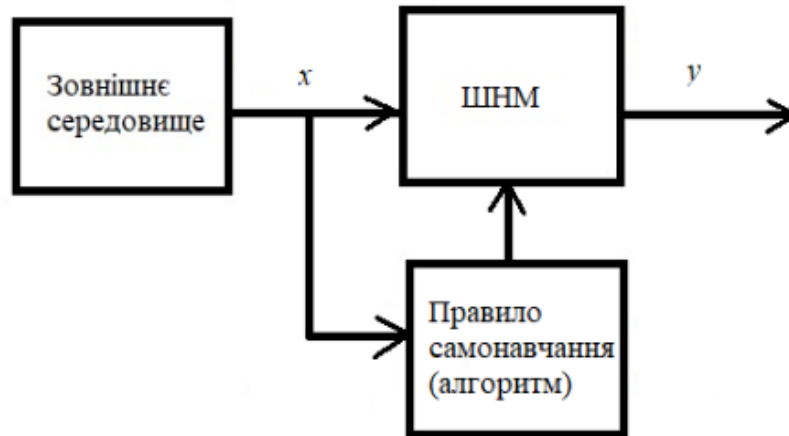 Зовнішнє
середовище
x
ШНМ
y
Правило
самонавчання
(алгоритм)